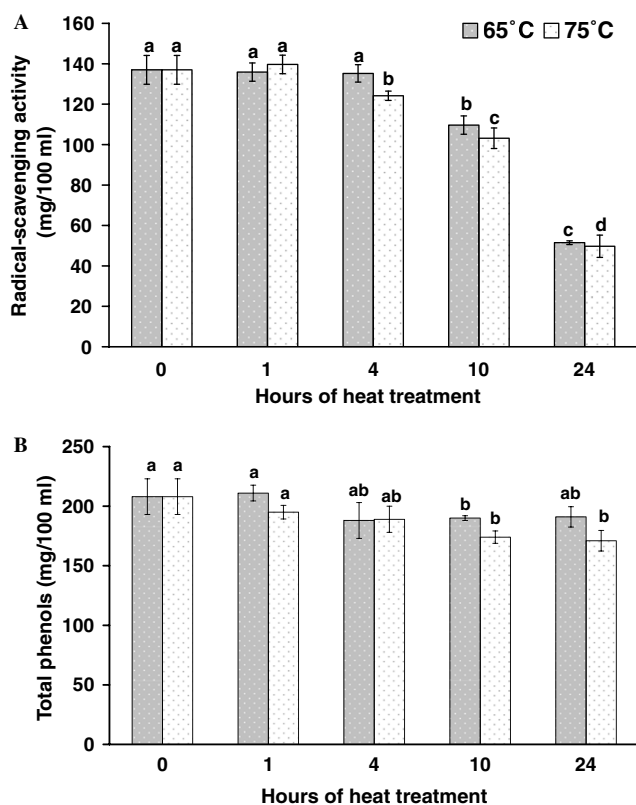 A
65°C 75°C
Radical-scavenging activity
(mg/100 ml)
160
140
120
100
80
60
40
20
0
a a a a a b b c c d
0 1 4 10 24
Hours of heat treatment
B
Total phenols (mg/100 ml)
250
200
150
100
50
0
a a a a ab ab b b ab b
0 1 4 10 24
Hours of heat treatment